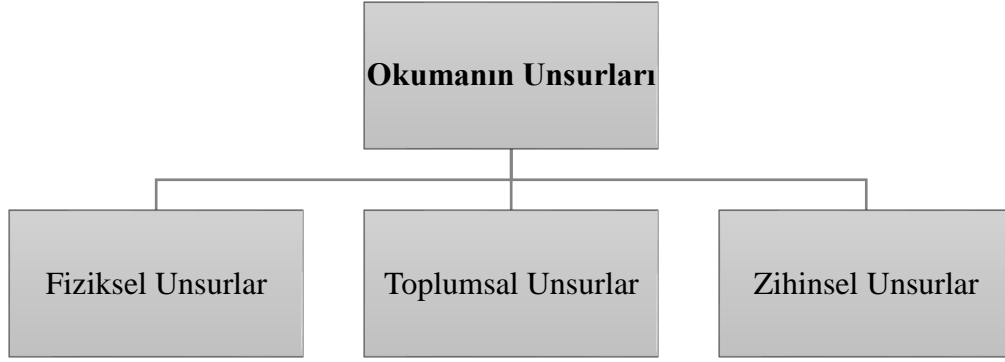 Okumanın Unsurları
Fiziksel Unsurlar
Toplumsal Unsurlar
Zihinsel Unsurlar